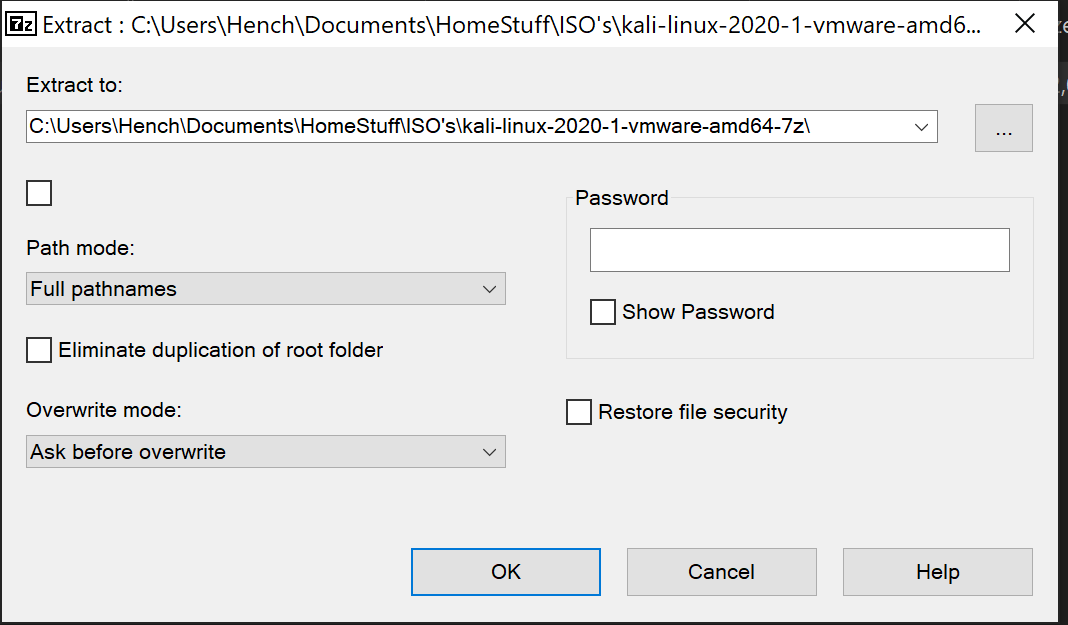 7z Extract : C:\Users\Hench\Documents\HomeStuff\ISO's\kali-linux-2020-1-vmware-amd6...
Extract to:
C:\Users\Hench\Documents\HomeStuff\ISO's\kali-linux-2020-1-vmware-amd64-7z\
...
Password
Path mode:
Full pathnames
Show Password
Eliminate duplication of root folder
Overwrite mode:
Restore file security
Ask before overwrite
OK Cancel Help